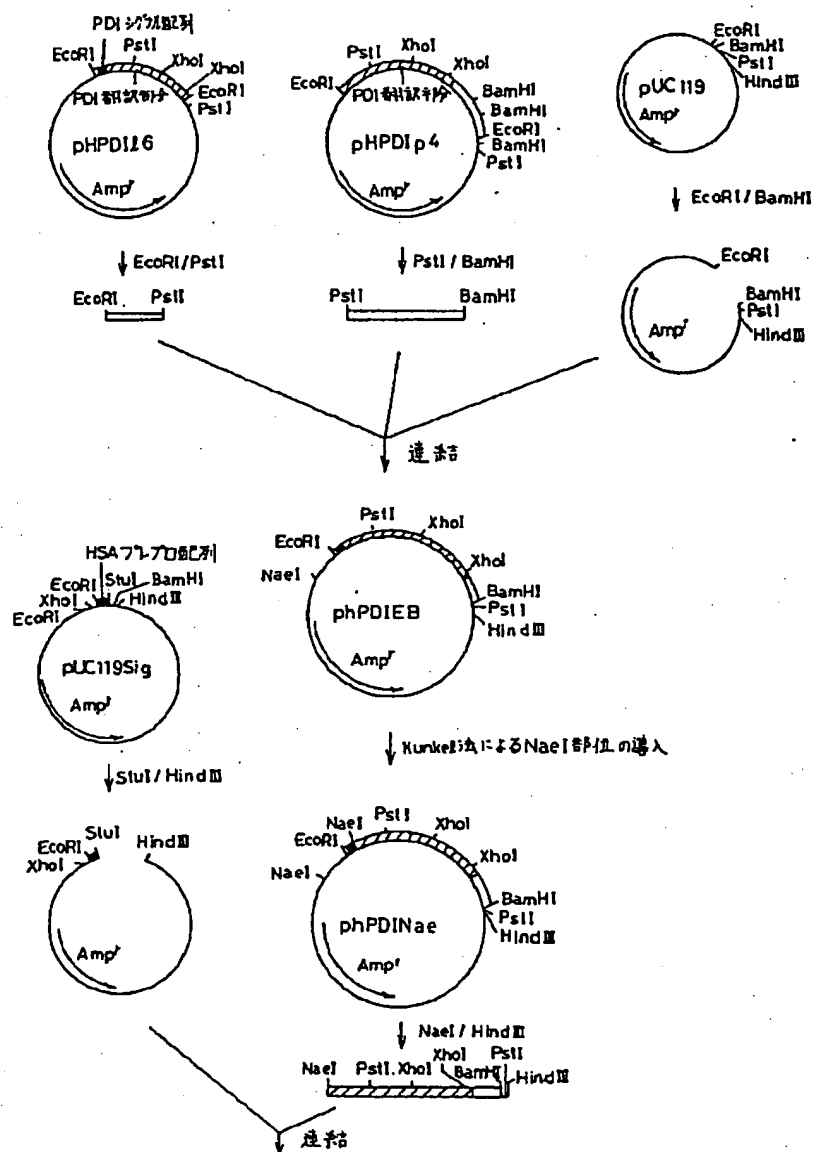 PDIシグナル配列
EcoRI
PstI
XhoI
XhoI
EcoRI
PstI
PDI翻訳部分
pHPDIl6
Ampʳ
PstI
XhoI
XhoI
EcoRI
BamHI
BamHI
EcoRI
BamHI
PstI
PDI翻訳部分
pHPDIp4
Ampʳ
EcoRI
BamHI
PstI
HindIII
pUC119
Ampʳ
EcoRI/PstI
PstI/BamHI
EcoRI/BamHI
EcoRI
PstI
PstI
BamHI
EcoRI
BamHI
PstI
HindIII
Ampʳ
連結
HSAプレプロ配列
EcoRI
StuI
BamHI
XhoI
HindIII
EcoRI
pUC119Sig
Ampʳ
PstI
XhoI
EcoRI
XhoI
NaeI
BamHI
PstI
HindIII
phPDIEB
Ampʳ
StuI/HindIII
Kunkel法によるNaeI部位の導入
StuI
HindIII
EcoRI
XhoI
Ampʳ
NaeI
PstI
XhoI
EcoRI
XhoI
NaeI
BamHI
PstI
HindIII
phPDINae
Ampʳ
NaeI/HindIII
NaeI
PstI
XhoI
XhoI
BamHI
PstI
HindIII
連結